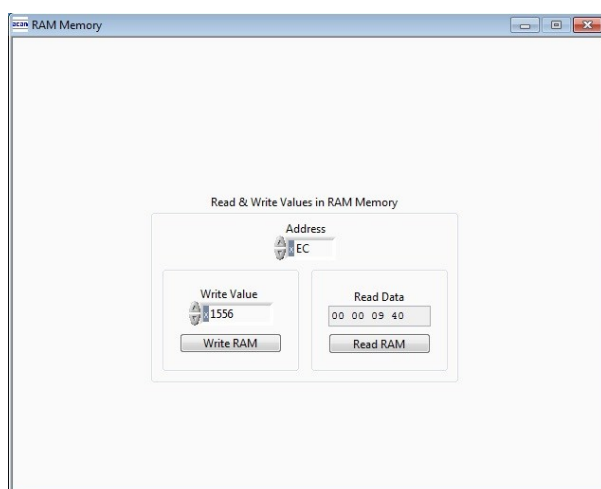 acan RAM Memory
Read & Write Values in RAM Memory
Address
x EC
Write Value
x 1556
Write RAM
Read Data
00 00 09 40
Read RAM